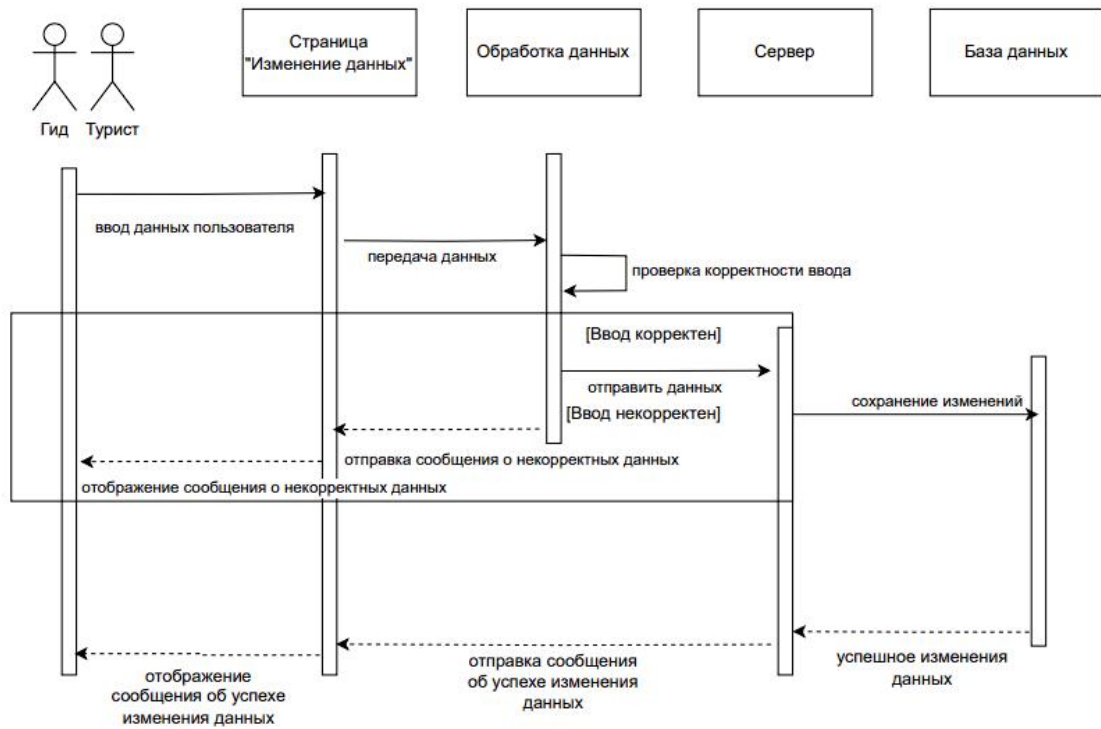 Страница
"Изменение данных"
Обработка данных
Сервер
База данных
Гид
Турист
ввод данных пользователя
передача данных
проверка корректности ввода
[Ввод корректен]
отправить данных
[Ввод некорректен]
сохранение изменений
отправка сообщения о некорректных данных
отображение сообщения о некорректных данных
отображение
сообщения об успехе
изменения данных
отправка сообщения
об успехе изменения
данных
успешное изменения
данных